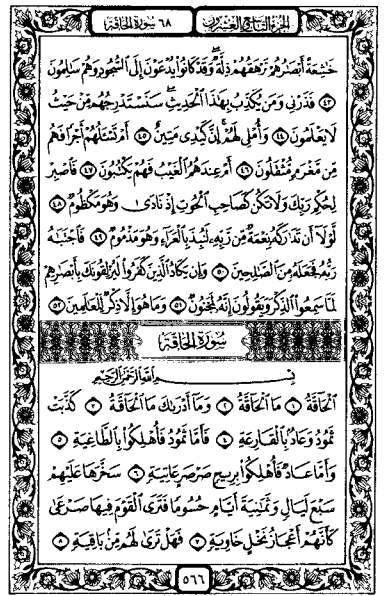 الجزء التاسع والعشرون ٦٨ سورة الحاقة
خَٰشِعَةً أَبْصَٰرُهُمْ تَرْهَقُهُمْ ذِلَّةٌ وَقَدْ كَانُوا۟ يُدْعَوْنَ إِلَى ٱلسُّجُودِ وَهُمْ سَٰلِمُونَ
٤٣ فَذَرْنِى وَمَن يُكَذِّبُ بِهَٰذَا ٱلْحَدِيثِ سَنَسْتَدْرِجُهُم مِّنْ حَيْثُ
لَا يَعْلَمُونَ ٤٤ وَأُمْلِى لَهُمْ إِنَّ كَيْدِى مَتِينٌ ٤٥ أَمْ تَسْـَٔلُهُمْ أَجْرًا فَهُم
مِّن مَّغْرَمٍ مُّثْقَلُونَ ٤٦ أَمْ عِندَهُمُ ٱلْغَيْبُ فَهُمْ يَكْتُبُونَ ٤٧ فَٱصْبِرْ
لِحُكْمِ رَبِّكَ وَلَا تَكُن كَصَاحِبِ ٱلْحُوتِ إِذْ نَادَىٰ وَهُوَ مَكْظُومٌ ٤٨
لَّوْلَآ أَن تَدَٰرَكَهُۥ نِعْمَةٌ مِّن رَّبِّهِۦ لَنُبِذَ بِٱلْعَرَآءِ وَهُوَ مَذْمُومٌ ٤٩ فَٱجْتَبَٰهُ
رَبُّهُۥ فَجَعَلَهُۥ مِنَ ٱلصَّٰلِحِينَ ٥٠ وَإِن يَكَادُ ٱلَّذِينَ كَفَرُوا۟ لَيُزْلِقُونَكَ بِأَبْصَٰرِهِمْ
لَمَّا سَمِعُوا۟ ٱلذِّكْرَ وَيَقُولُونَ إِنَّهُۥ لَمَجْنُونٌ ٥١ وَمَا هُوَ إِلَّا ذِكْرٌ لِّلْعَٰلَمِينَ ٥٢
سورة الحاقة
بِسْمِ ٱللَّهِ ٱلرَّحْمَٰنِ ٱلرَّحِيمِ
ٱلْحَآقَّةُ ١ مَا ٱلْحَآقَّةُ ٢ وَمَآ أَدْرَىٰكَ مَا ٱلْحَآقَّةُ ٣ كَذَّبَتْ
ثَمُودُ وَعَادٌۢ بِٱلْقَارِعَةِ ٤ فَأَمَّا ثَمُودُ فَأُهْلِكُوا۟ بِٱلطَّاغِيَةِ ٥
وَأَمَّا عَادٌ فَأُهْلِكُوا۟ بِرِيحٍ صَرْصَرٍ عَاتِيَةٍ ٦ سَخَّرَهَا عَلَيْهِمْ
سَبْعَ لَيَالٍ وَثَمَٰنِيَةَ أَيَّامٍ حُسُومًا فَتَرَى ٱلْقَوْمَ فِيهَا صَرْعَىٰ
كَأَنَّهُمْ أَعْجَازُ نَخْلٍ خَاوِيَةٍ ٧ فَهَلْ تَرَىٰ لَهُم مِّنۢ بَاقِيَةٍ ٨
٥٦٦